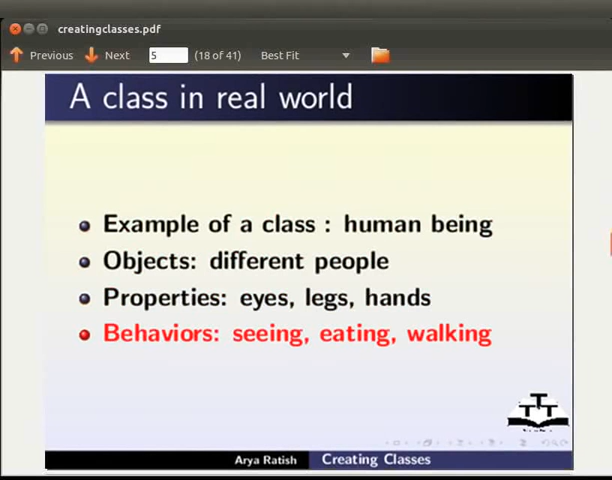 creatingclasses.pdf
Previous Next 5 (18 of 41) Best Fit
A class in real world
Example of a class : human being
Objects: different people
Properties: eyes, legs, hands
Behaviors: seeing, eating, walking
TTT
Arya Ratish Creating Classes